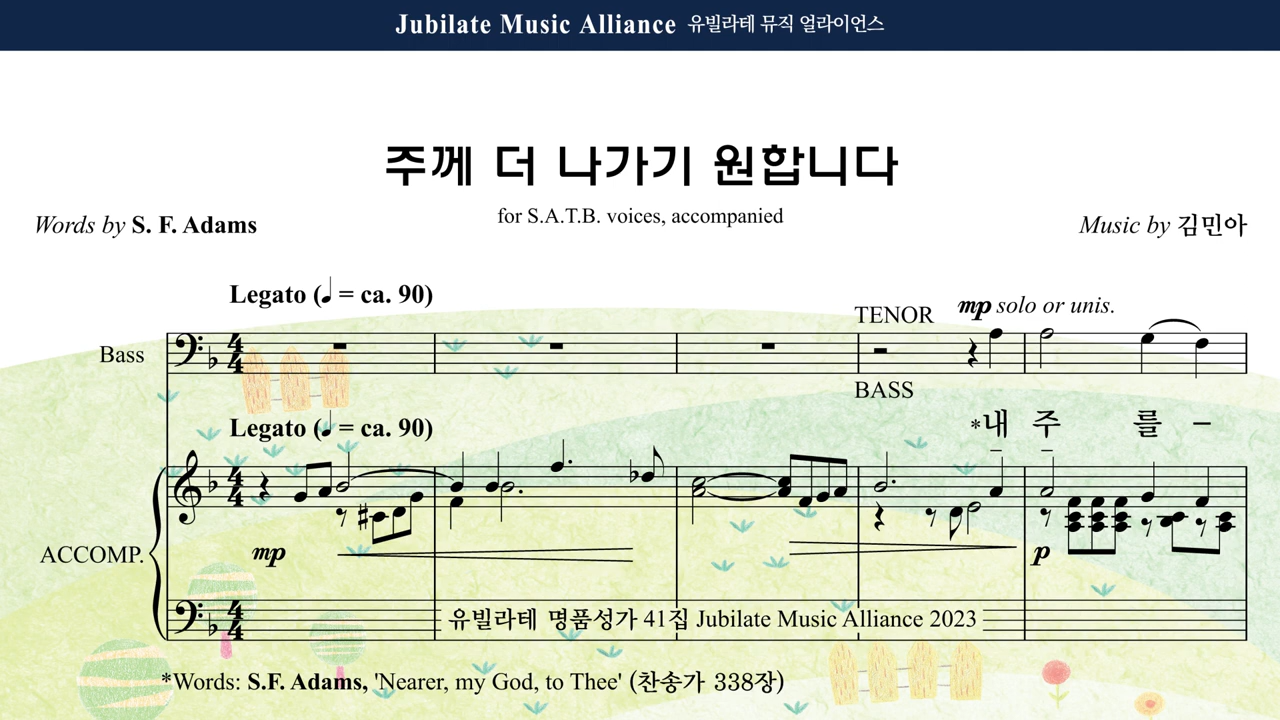 Jubilate Music Alliance 유빌라테 뮤직 얼라이언스
주께 더 나가기 원합니다
for S.A.T.B. voices, accompanied
Words by S. F. Adams
Music by 김민아
Legato (♩ = ca. 90)
TENOR mp solo or unis.
Bass
BASS
*내 주 를 –
Legato (♩ = ca. 90)
ACCOMP.
mp
p
유빌라테 명품성가 41집 Jubilate Music Alliance 2023
*Words: S.F. Adams, 'Nearer, my God, to Thee' (찬송가 338장)